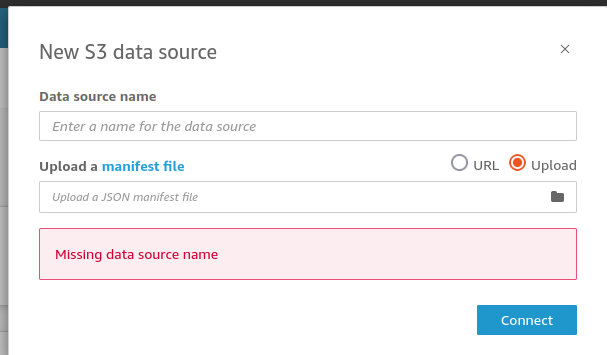 New S3 data source
Data source name
Enter a name for the data source
Upload a manifest file
URL
Upload
Upload a JSON manifest file
Missing data source name
Connect